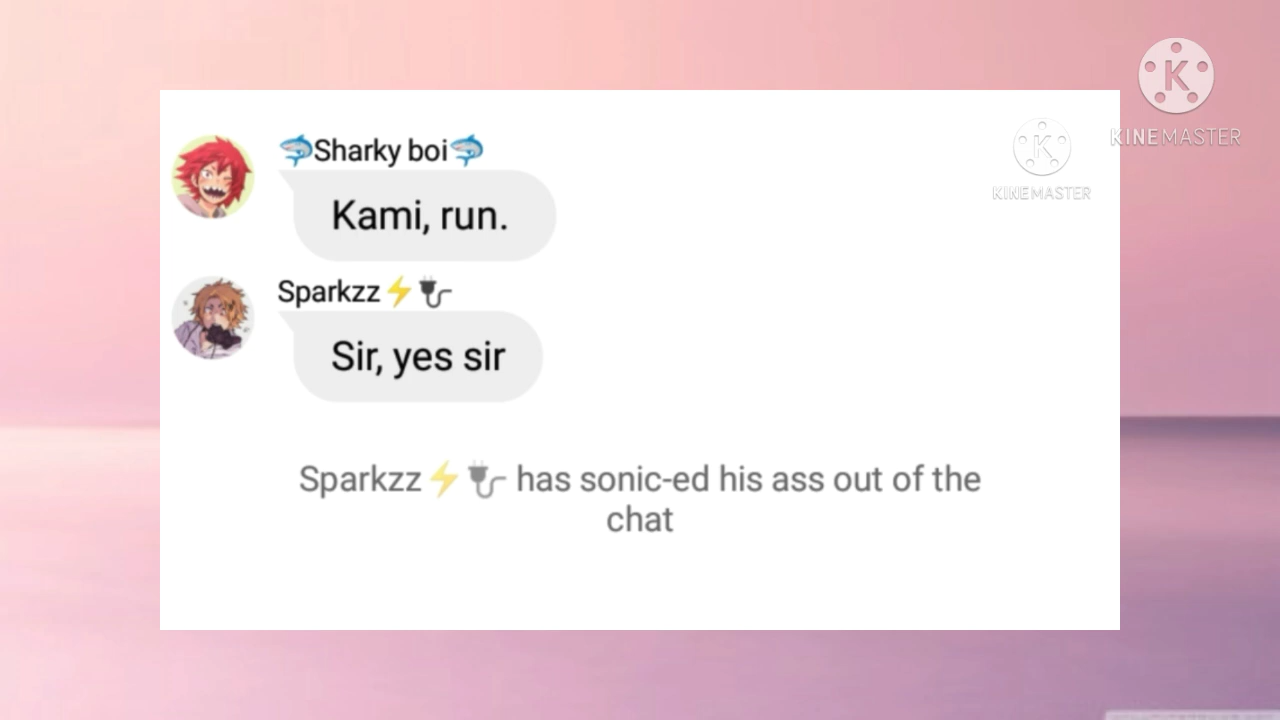 🦈Sharky boi🦈
Kami, run.
Sparkzz⚡🔌
Sir, yes sir
Sparkzz⚡🔌 has sonic-ed his ass out of the
chat
K
KINEMASTER
K
KINEMASTER